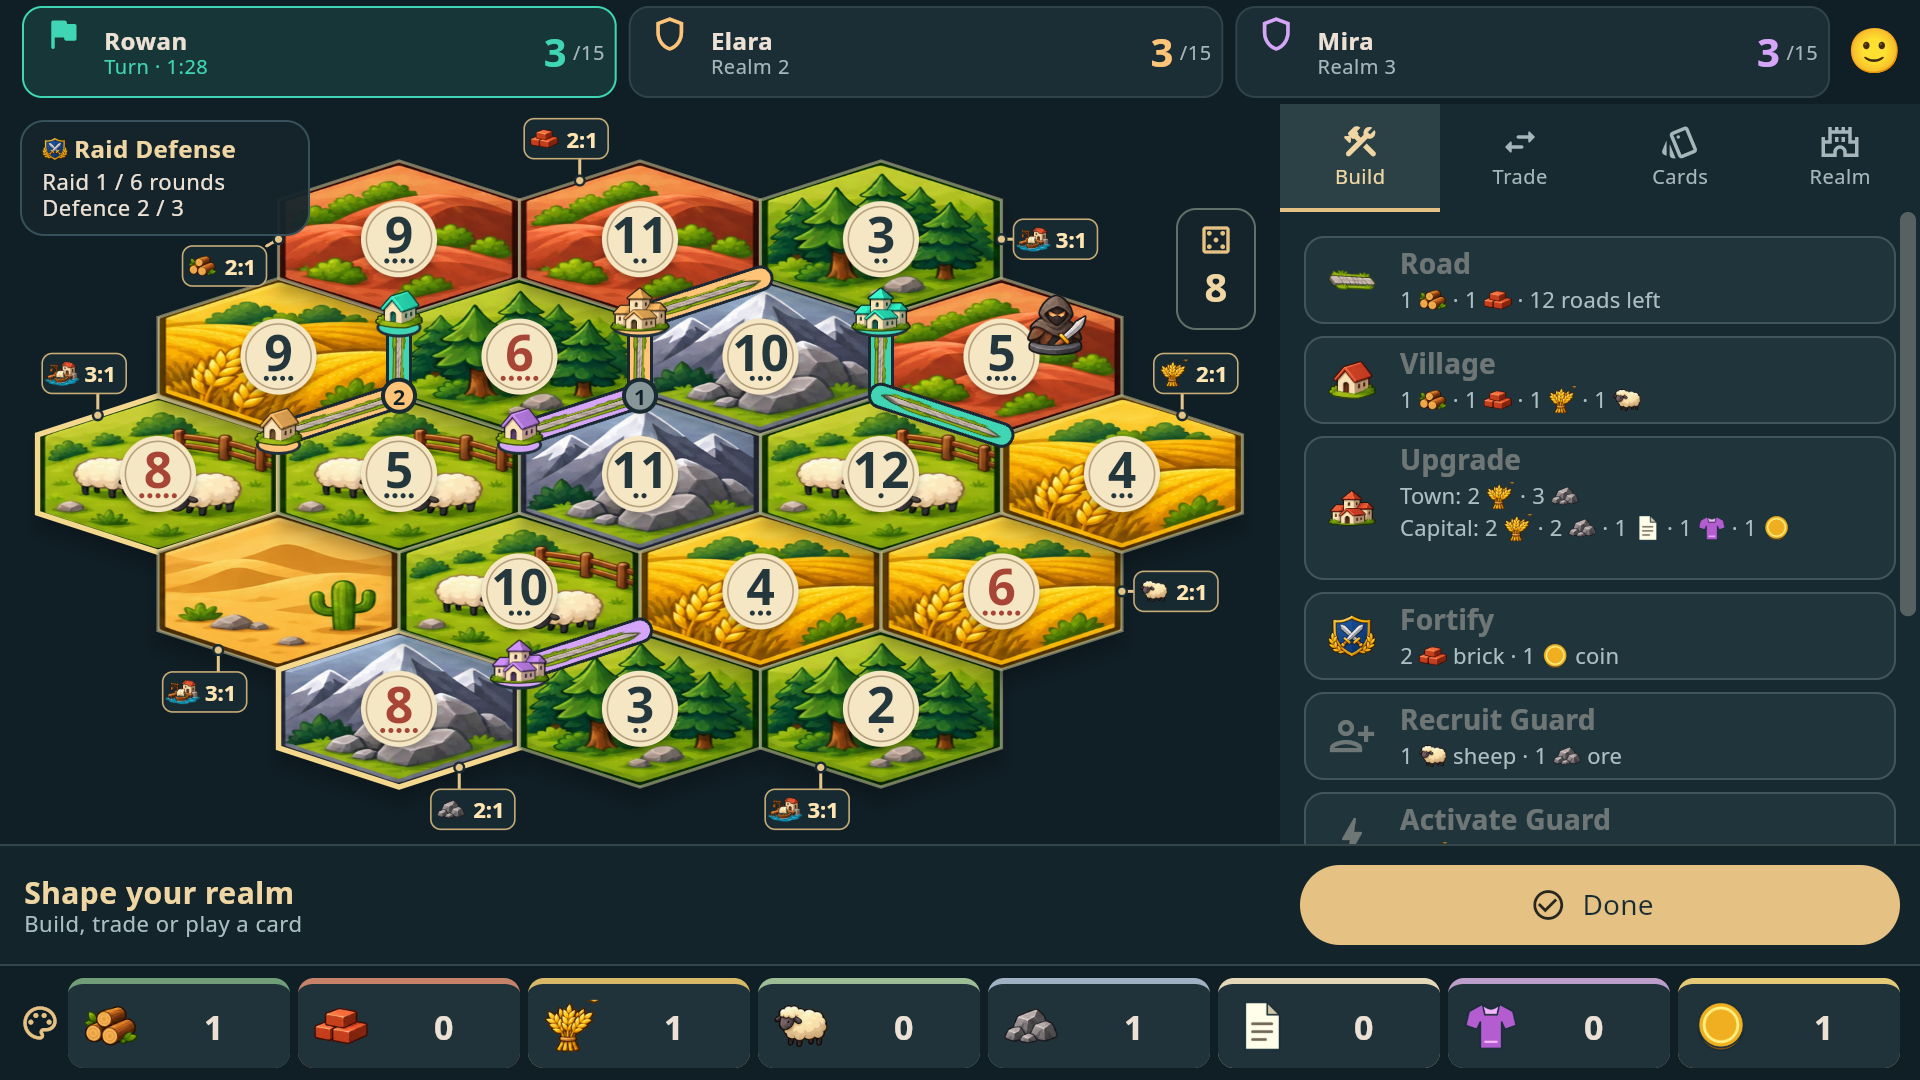 Rowan
Turn · 1:28
3 /15
Elara
Realm 2
3 /15
Mira
Realm 3
3 /15
Raid Defense
Raid 1 / 6 rounds
Defence 2 / 3
2:1
2:1
3:1
3:1
2:1
2:1
3:1
2:1
3:1
8
9
11
3
9
6
10
5
2
1
8
5
11
12
4
10
4
6
8
3
2
Build
Trade
Cards
Realm
Road
1 · 1 · 12 roads left
Village
1 · 1 · 1 · 1
Upgrade
Town: 2 · 3
Capital: 2 · 2 · 1 · 1 · 1
Fortify
2 brick · 1 coin
Recruit Guard
1 sheep · 1 ore
Activate Guard
Shape your realm
Build, trade or play a card
Done
1
0
1
0
1
0
0
1